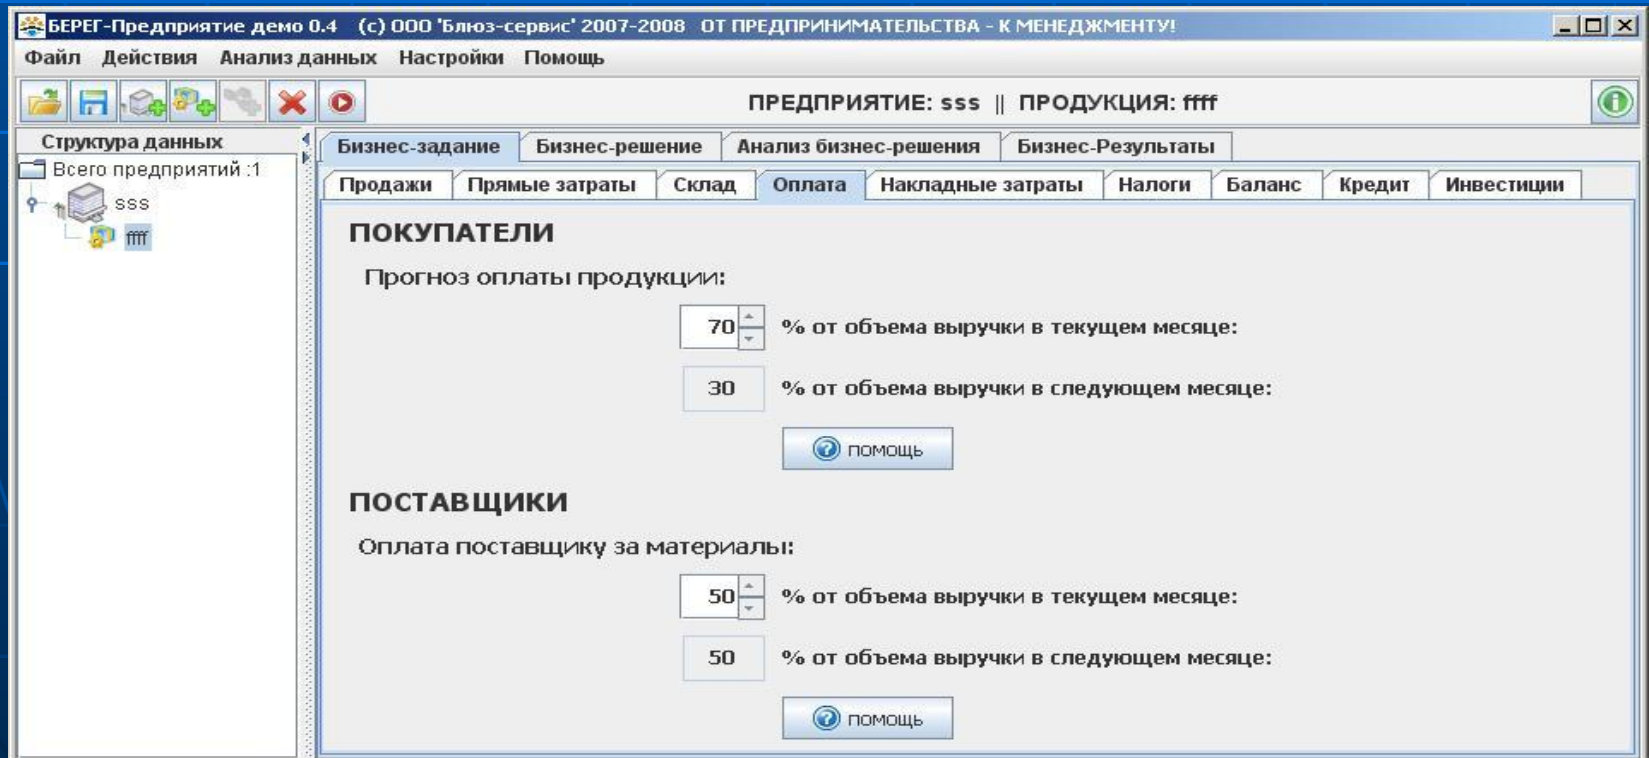 БЕРЕГ-Предприятие демо 0.4 (с) ООО 'Блюз-сервис' 2007-2008 ОТ ПРЕДПРИНИМАТЕЛЬСТВА - К МЕНЕДЖМЕНТУ!
Файл Действия Анализ данных Настройки Помощь
ПРЕДПРИЯТИЕ: sss || ПРОДУКЦИЯ: ffff
Структура данных
Всего предприятий :1
sss
ffff
Бизнес-задание Бизнес-решение Анализ бизнес-решения Бизнес-Результаты
Продажи Прямые затраты Склад Оплата Накладные затраты Налоги Баланс Кредит Инвестиции
ПОКУПАТЕЛИ
Прогноз оплаты продукции:
70 % от объема выручки в текущем месяце:
30 % от объема выручки в следующем месяце:
помощь
ПОСТАВЩИКИ
Оплата поставщику за материалы:
50 % от объема выручки в текущем месяце:
50 % от объема выручки в следующем месяце:
помощь